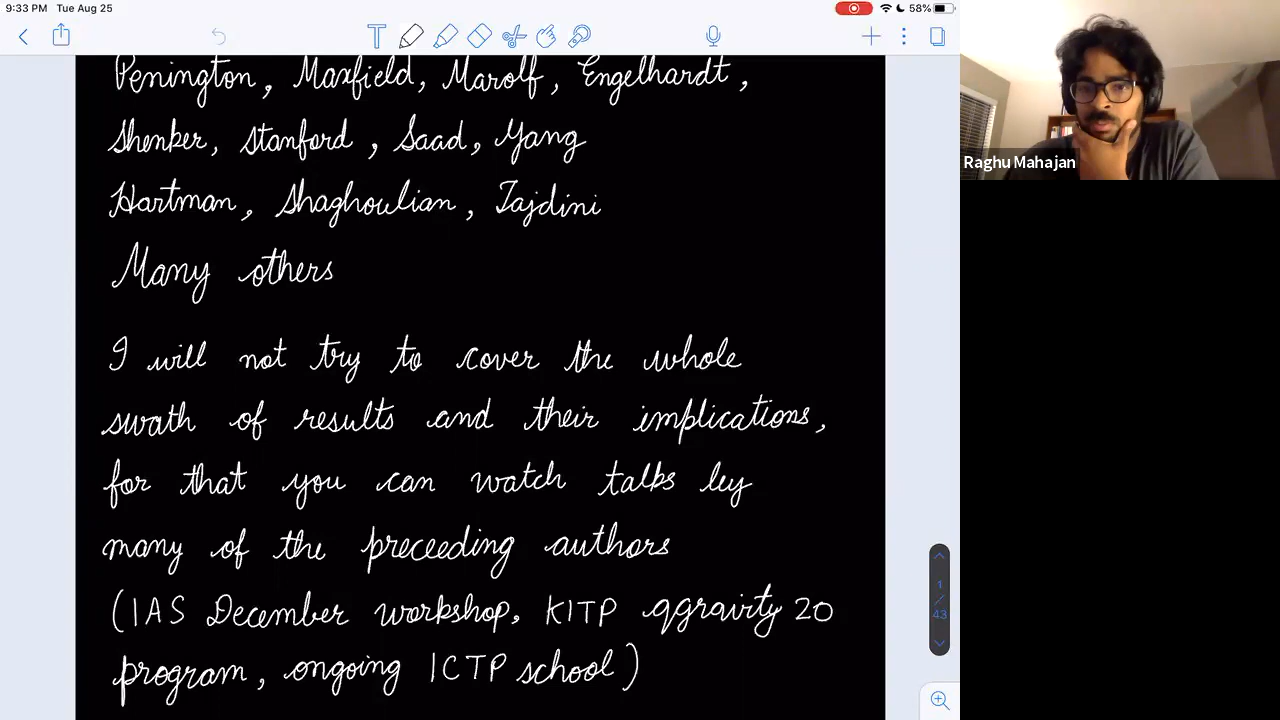 9:33 PM Tue Aug 25
58%
Penington, Maxfield, Marolf, Engelhardt,
Shenker, Stanford, Saad, Yang
Hartman, Shaghoulian, Tajdini
Many others
I will not try to cover the whole
swath of results and their implications,
for that you can watch talks by
many of the preceeding authors
(IAS December workshop, KITP qgravity 20
program, ongoing ICTP school)
1
/
43
Raghu Mahajan